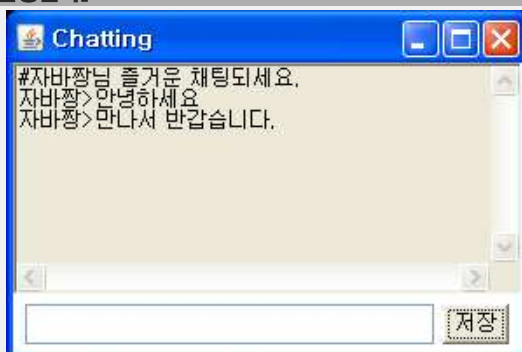 Chatting
#자바짱님 즐거운 채팅되세요.
자바짱>안녕하세요
자바짱>만나서 반갑습니다.
저장